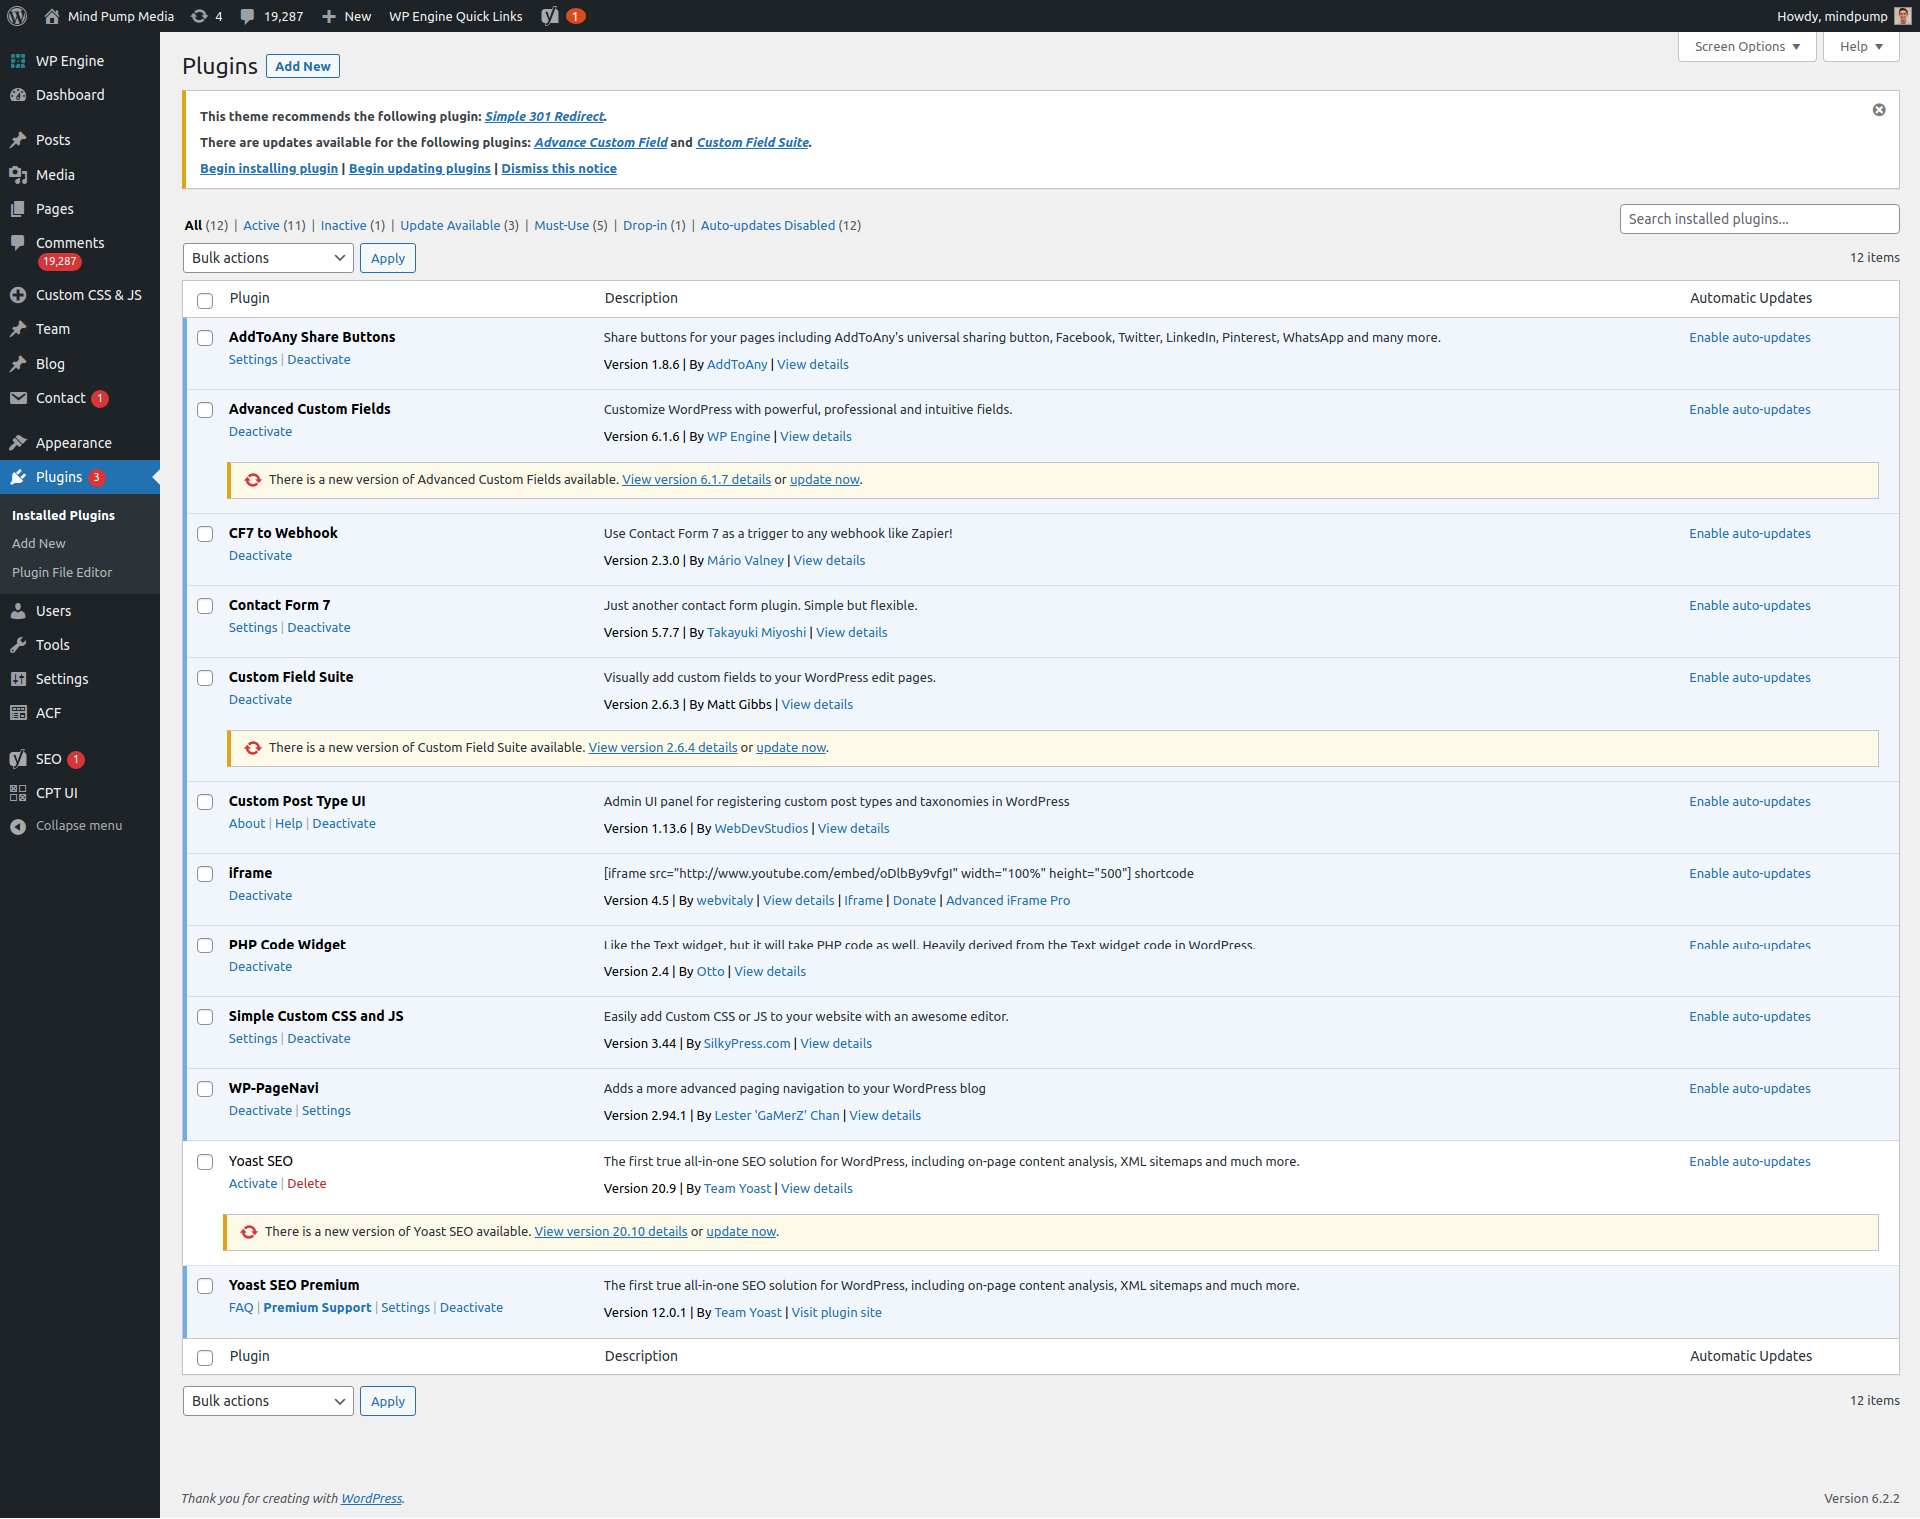 Mind Pump Media 4 19,287 New WP Engine Quick Links 1 Howdy, mindpump
WP Engine
Dashboard
Posts
Media
Pages
Comments
19,287
Custom CSS & JS
Team
Blog
Contact 1
Appearance
Plugins 3
Installed Plugins
Add New
Plugin File Editor
Users
Tools
Settings
ACF
SEO 1
CPT UI
Collapse menu
Screen Options Help
Plugins Add New
This theme recommends the following plugin: Simple 301 Redirect.
There are updates available for the following plugins: Advance Custom Field and Custom Field Suite.
Begin installing plugin | Begin updating plugins | Dismiss this notice
All (12) | Active (11) | Inactive (1) | Update Available (3) | Must-Use (5) | Drop-in (1) | Auto-updates Disabled (12)
Search installed plugins...
Bulk actions Apply 12 items
Plugin Description Automatic Updates
AddToAny Share Buttons Share buttons for your pages including AddToAny's universal sharing button, Facebook, Twitter, LinkedIn, Pinterest, WhatsApp and many more. Enable auto-updates
Settings | Deactivate Version 1.8.6 | By AddToAny | View details
Advanced Custom Fields Customize WordPress with powerful, professional and intuitive fields. Enable auto-updates
Deactivate Version 6.1.6 | By WP Engine | View details
There is a new version of Advanced Custom Fields available. View version 6.1.7 details or update now.
CF7 to Webhook Use Contact Form 7 as a trigger to any webhook like Zapier! Enable auto-updates
Deactivate Version 2.3.0 | By Mário Valney | View details
Contact Form 7 Just another contact form plugin. Simple but flexible. Enable auto-updates
Settings | Deactivate Version 5.7.7 | By Takayuki Miyoshi | View details
Custom Field Suite Visually add custom fields to your WordPress edit pages. Enable auto-updates
Deactivate Version 2.6.3 | By Matt Gibbs | View details
There is a new version of Custom Field Suite available. View version 2.6.4 details or update now.
Custom Post Type UI Admin UI panel for registering custom post types and taxonomies in WordPress Enable auto-updates
About | Help | Deactivate Version 1.13.6 | By WebDevStudios | View details
iframe [iframe src="http://www.youtube.com/embed/oDlbBy9vfgI" width="100%" height="500"] shortcode Enable auto-updates
Deactivate Version 4.5 | By webvitaly | View details | Iframe | Donate | Advanced iFrame Pro
PHP Code Widget Like the Text widget, but it will take PHP code as well. Heavily derived from the Text widget code in WordPress. Enable auto-updates
Deactivate Version 2.4 | By Otto | View details
Simple Custom CSS and JS Easily add Custom CSS or JS to your website with an awesome editor. Enable auto-updates
Settings | Deactivate Version 3.44 | By SilkyPress.com | View details
WP-PageNavi Adds a more advanced paging navigation to your WordPress blog Enable auto-updates
Deactivate | Settings Version 2.94.1 | By Lester 'GaMerZ' Chan | View details
Yoast SEO The first true all-in-one SEO solution for WordPress, including on-page content analysis, XML sitemaps and much more. Enable auto-updates
Activate | Delete Version 20.9 | By Team Yoast | View details
There is a new version of Yoast SEO available. View version 20.10 details or update now.
Yoast SEO Premium The first true all-in-one SEO solution for WordPress, including on-page content analysis, XML sitemaps and much more.
FAQ | Premium Support | Settings | Deactivate Version 12.0.1 | By Team Yoast | Visit plugin site
Plugin Description Automatic Updates
Bulk actions Apply 12 items
Thank you for creating with WordPress. Version 6.2.2